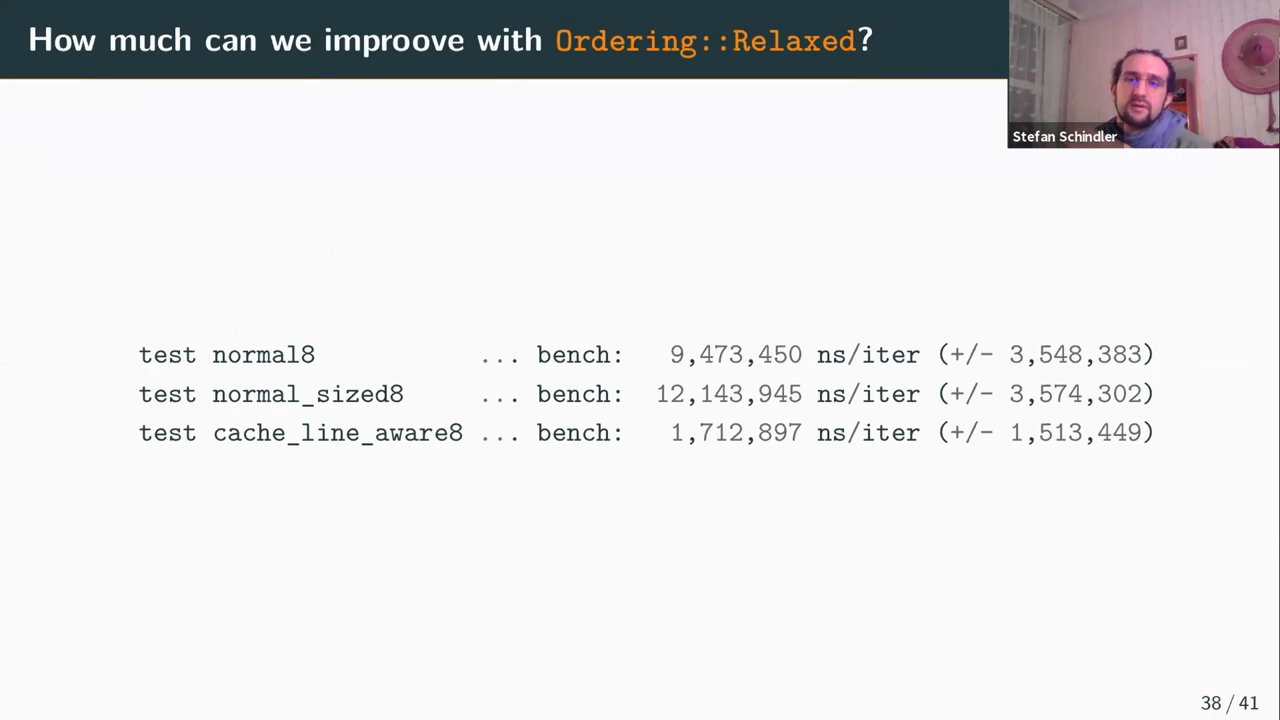 How much can we improove with Ordering::Relaxed?
Stefan Schindler
test normal8 ... bench: 9,473,450 ns/iter (+/- 3,548,383)
test normal_sized8 ... bench: 12,143,945 ns/iter (+/- 3,574,302)
test cache_line_aware8 ... bench: 1,712,897 ns/iter (+/- 1,513,449)
38 / 41